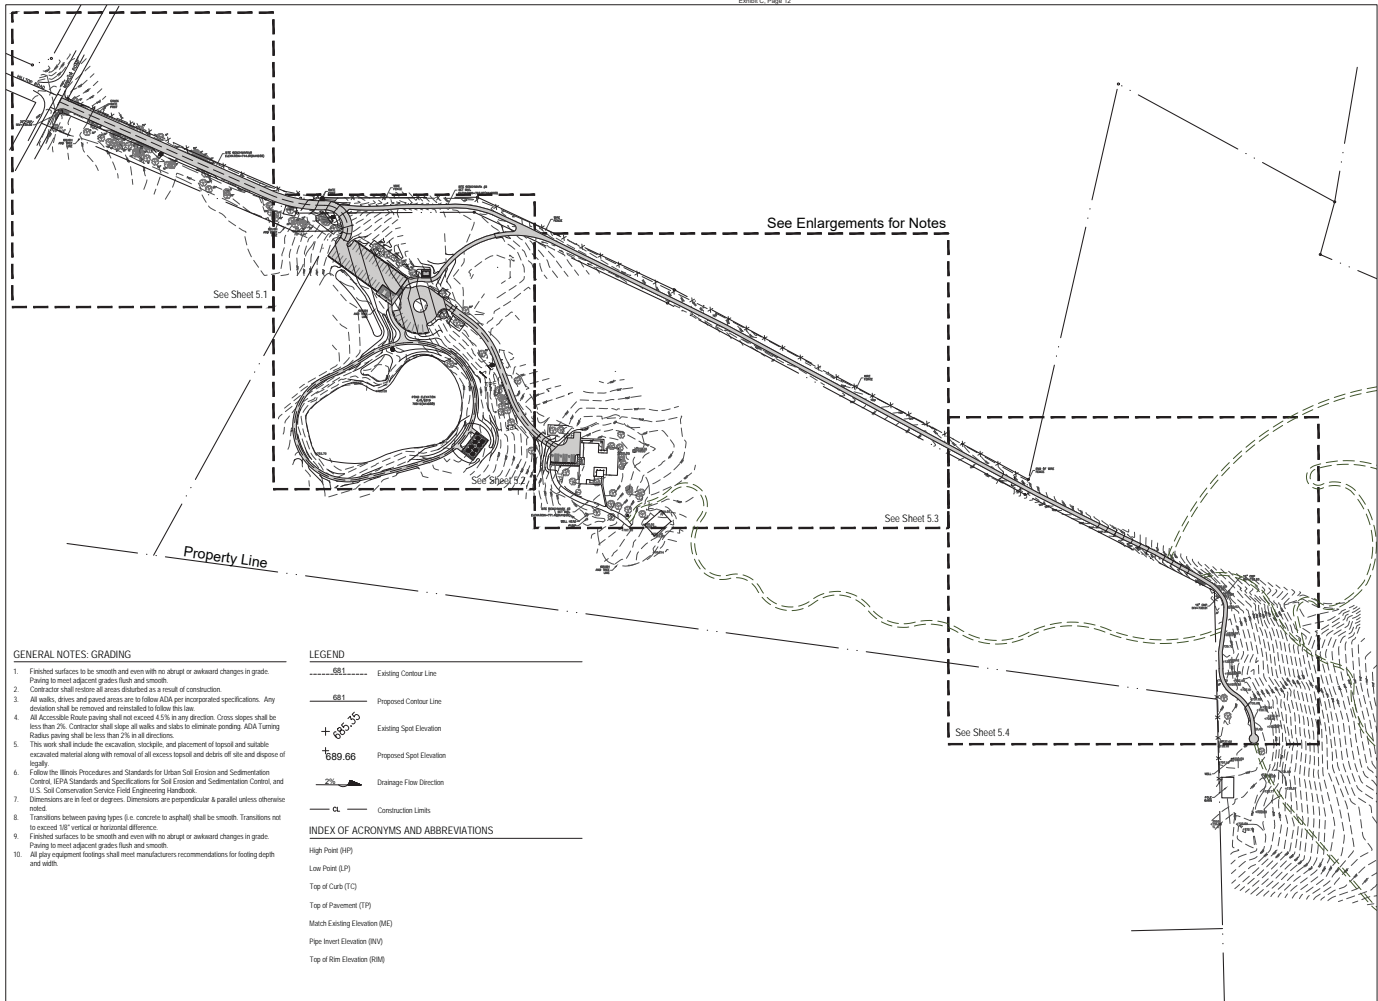 Exhibit C, Page 12
See Enlargements for Notes
See Sheet 5.1
See Sheet 5.2
See Sheet 5.3
Property Line
See Sheet 5.4
GENERAL NOTES: GRADING
1. Finished surfaces to be smooth and even with no abrupt or awkward changes in grade.
Paving to meet adjacent grades flush and smooth.
2. Contractor shall restore all areas disturbed as a result of construction.
3. All walks, drives and paved areas are to follow ADA per incorporated specifications. Any
deviation shall be removed and reinstalled to follow this law.
4. All Accessible Route paving shall not exceed 4.5% in any direction. Cross slopes shall be
less than 2%. Contractor shall slope all walks and slabs to eliminate ponding. ADA Turning
Radius paving shall be less than 2% in all directions.
5. This work shall include the excavation, stockpile, and placement of topsoil and suitable
excavated material along with removal of all excess topsoil and debris off site and dispose of
legally.
6. Follow the Illinois Procedures and Standards for Urban Soil Erosion and Sedimentation
Control, IEPA Standards and Specifications for Soil Erosion and Sedimentation Control, and
U.S. Soil Conservation Service Field Engineering Handbook.
7. Dimensions are in feet or degrees. Dimensions are perpendicular & parallel unless otherwise
noted.
8. Transitions between paving types (i.e. concrete to asphalt) shall be smooth. Transitions not
to exceed 1/8" vertical or horizontal difference.
9. Finished surfaces to be smooth and even with no abrupt or awkward changes in grade.
Paving to meet adjacent grades flush and smooth.
10. All play equipment footings shall meet manufacturers recommendations for footing depth
and width.
LEGEND
681 Existing Contour Line
681 Proposed Contour Line
685.35 Existing Spot Elevation
689.66 Proposed Spot Elevation
2% Drainage Flow Direction
CL Construction Limits
INDEX OF ACRONYMS AND ABBREVIATIONS
High Point (HP)
Low Point (LP)
Top of Curb (TC)
Top of Pavement (TP)
Match Existing Elevation (ME)
Pipe Invert Elevation (INV)
Top of Rim Elevation (RIM)